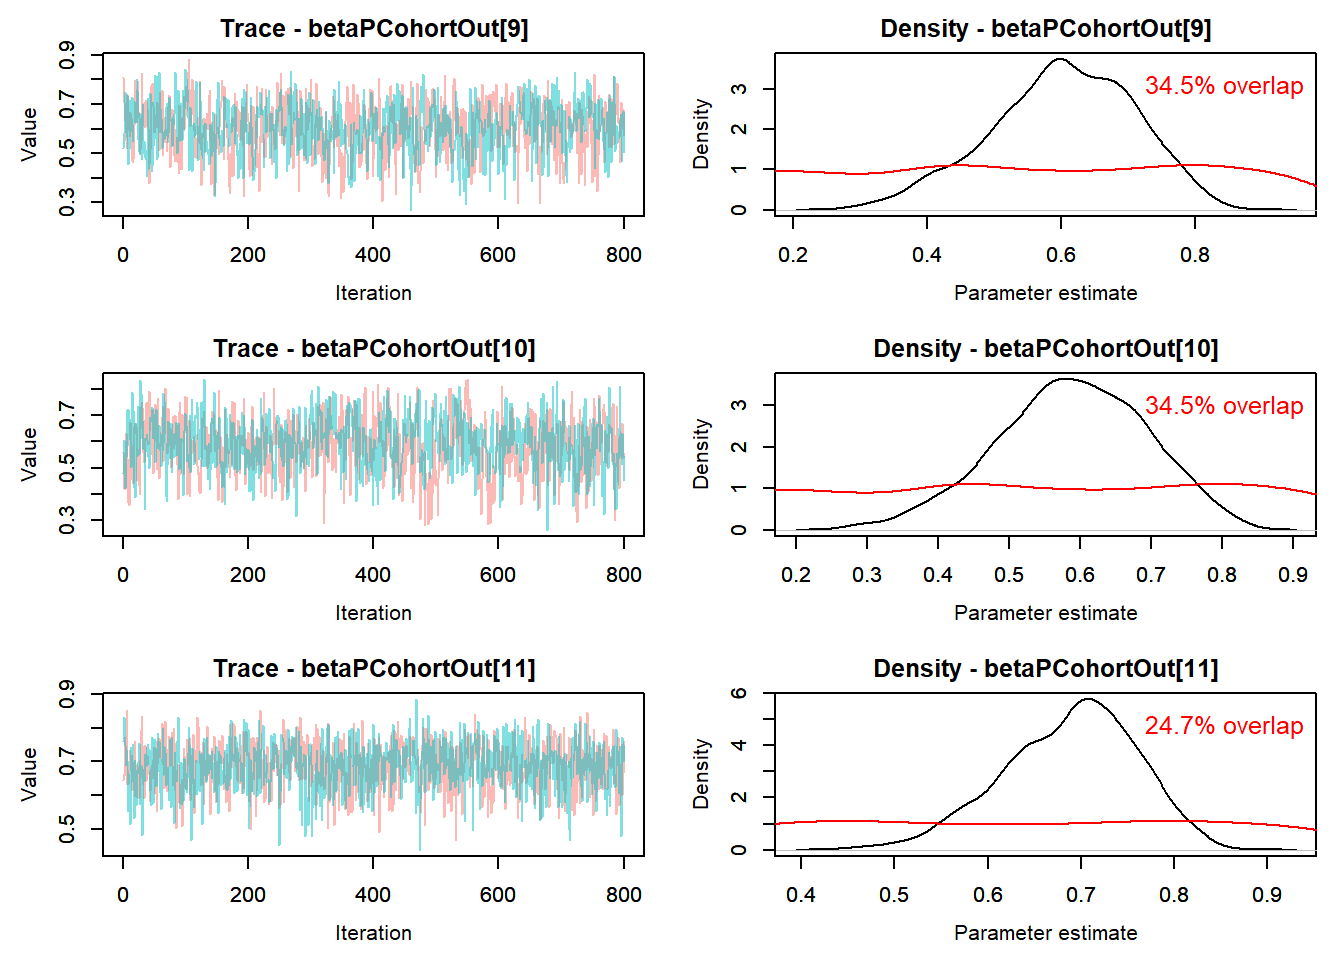 Trace - betaPCohortOut[9]
Value
0.3 0.5 0.7 0.9
0 200 400 600 800
Iteration
Density - betaPCohortOut[9]
34.5% overlap
Density
0 1 2 3
0.2 0.4 0.6 0.8
Parameter estimate
Trace - betaPCohortOut[10]
Value
0.3 0.5 0.7
0 200 400 600 800
Iteration
Density - betaPCohortOut[10]
34.5% overlap
Density
0 1 2 3
0.2 0.3 0.4 0.5 0.6 0.7 0.8 0.9
Parameter estimate
Trace - betaPCohortOut[11]
Value
0.5 0.7 0.9
0 200 400 600 800
Iteration
Density - betaPCohortOut[11]
24.7% overlap
Density
0 2 4 6
0.4 0.5 0.6 0.7 0.8 0.9
Parameter estimate